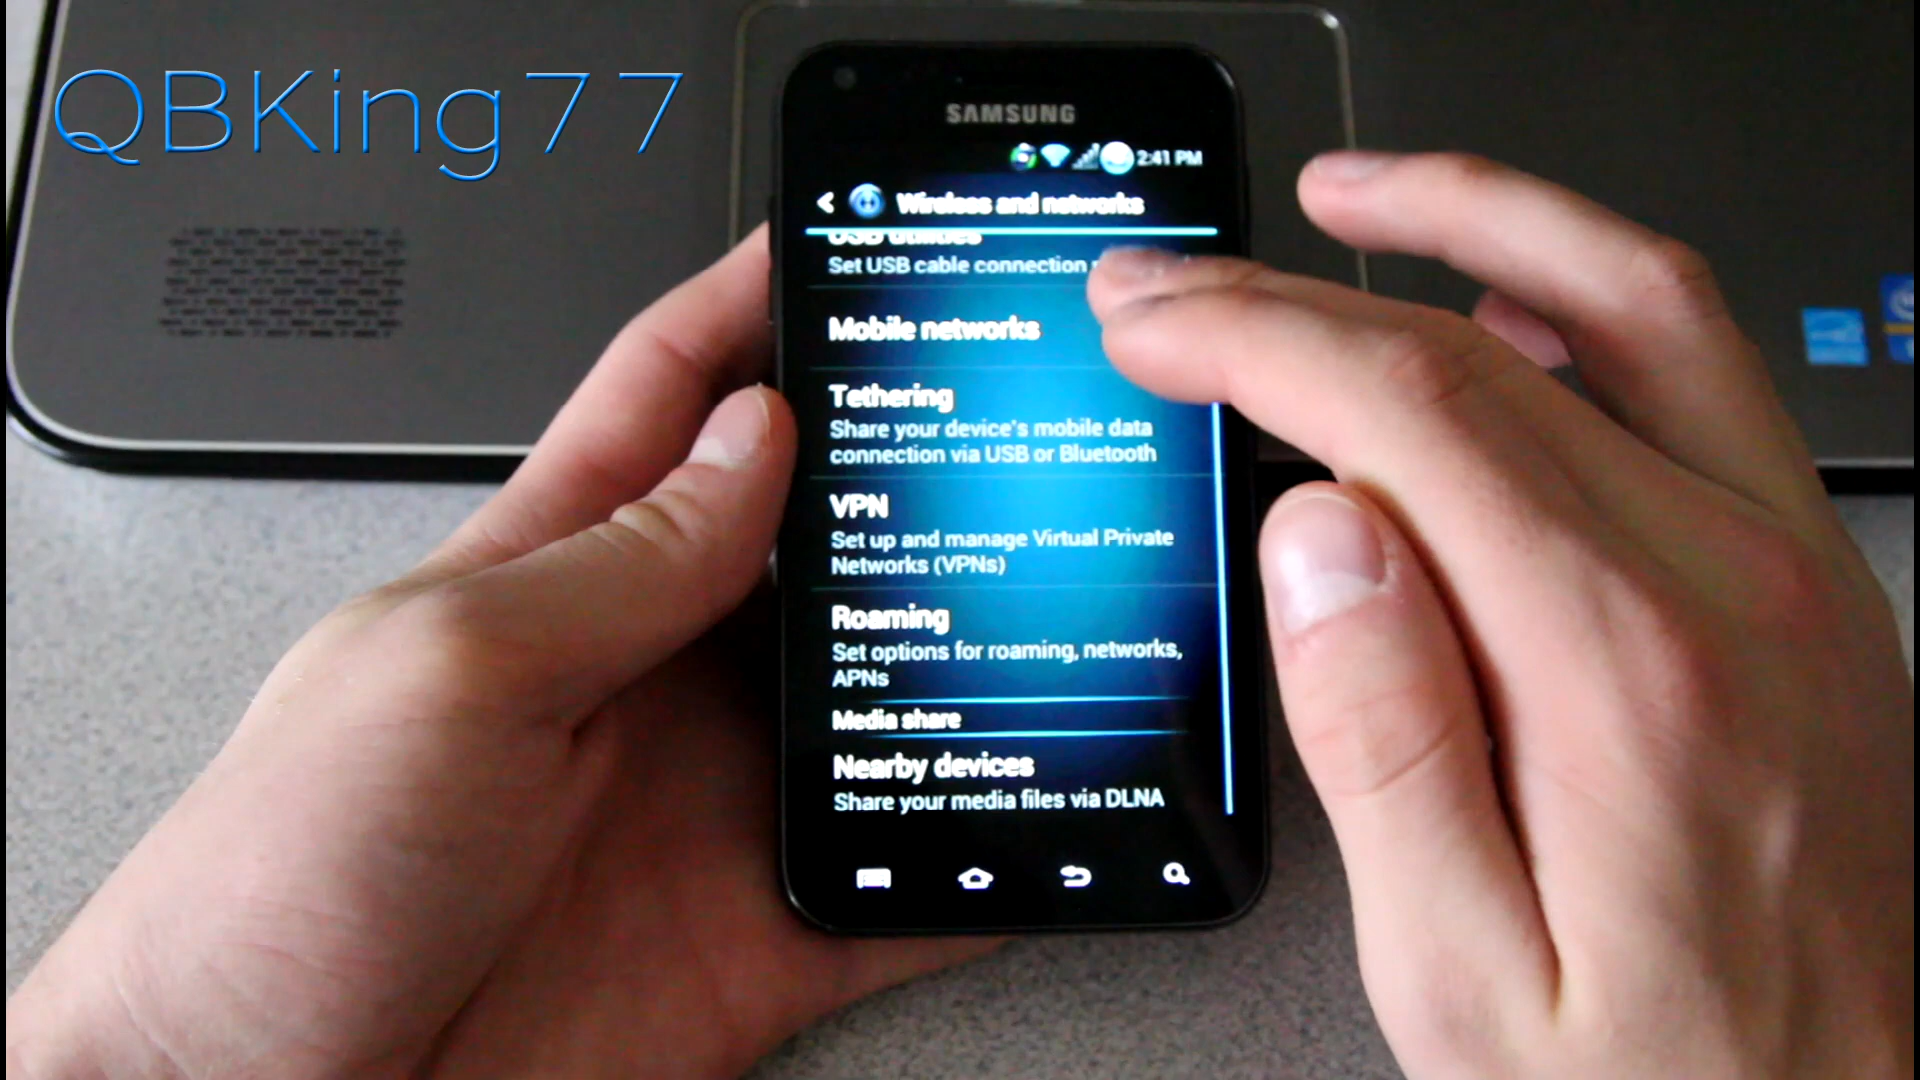 QBKing77
SAMSUNG
2:41 PM
Wireless and networks
USB utilities
Set USB cable connection
Mobile networks
Tethering
Share your device's mobile data
connection via USB or Bluetooth
VPN
Set up and manage Virtual Private
Networks (VPNs)
Roaming
Set options for roaming, networks,
APNs
Media share
Nearby devices
Share your media files via DLNA